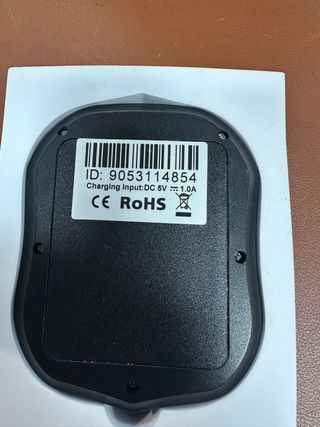 ID: 9053114854
Charging Input:DC 5V ⎓ 1.0A
CE RoHS